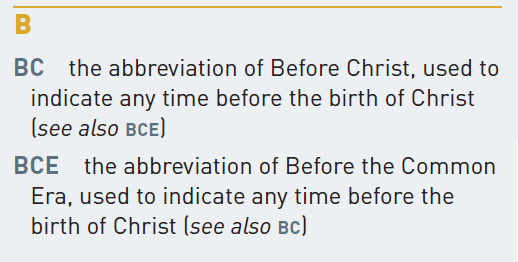 B
BC the abbreviation of Before Christ, used to
indicate any time before the birth of Christ
(see also BCE)
BCE the abbreviation of Before the Common
Era, used to indicate any time before the
birth of Christ (see also BC)